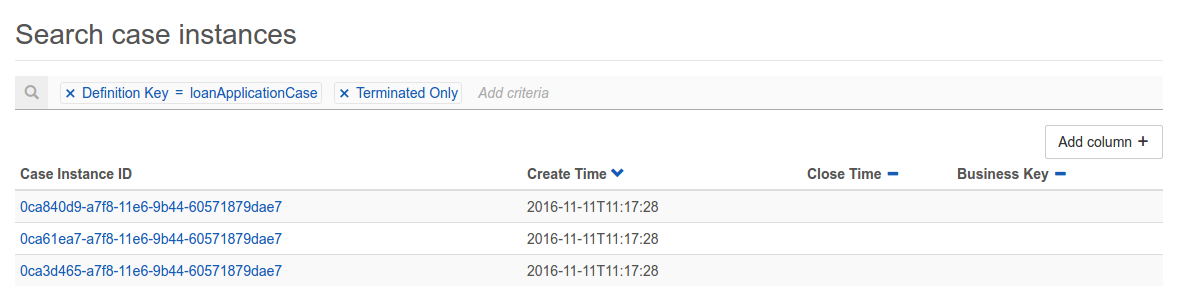 Search case instances
× Definition Key = loanApplicationCase × Terminated Only Add criteria
Add column +
Case Instance ID Create Time Close Time Business Key
0ca840d9-a7f8-11e6-9b44-60571879dae7 2016-11-11T11:17:28
0ca61ea7-a7f8-11e6-9b44-60571879dae7 2016-11-11T11:17:28
0ca3d465-a7f8-11e6-9b44-60571879dae7 2016-11-11T11:17:28